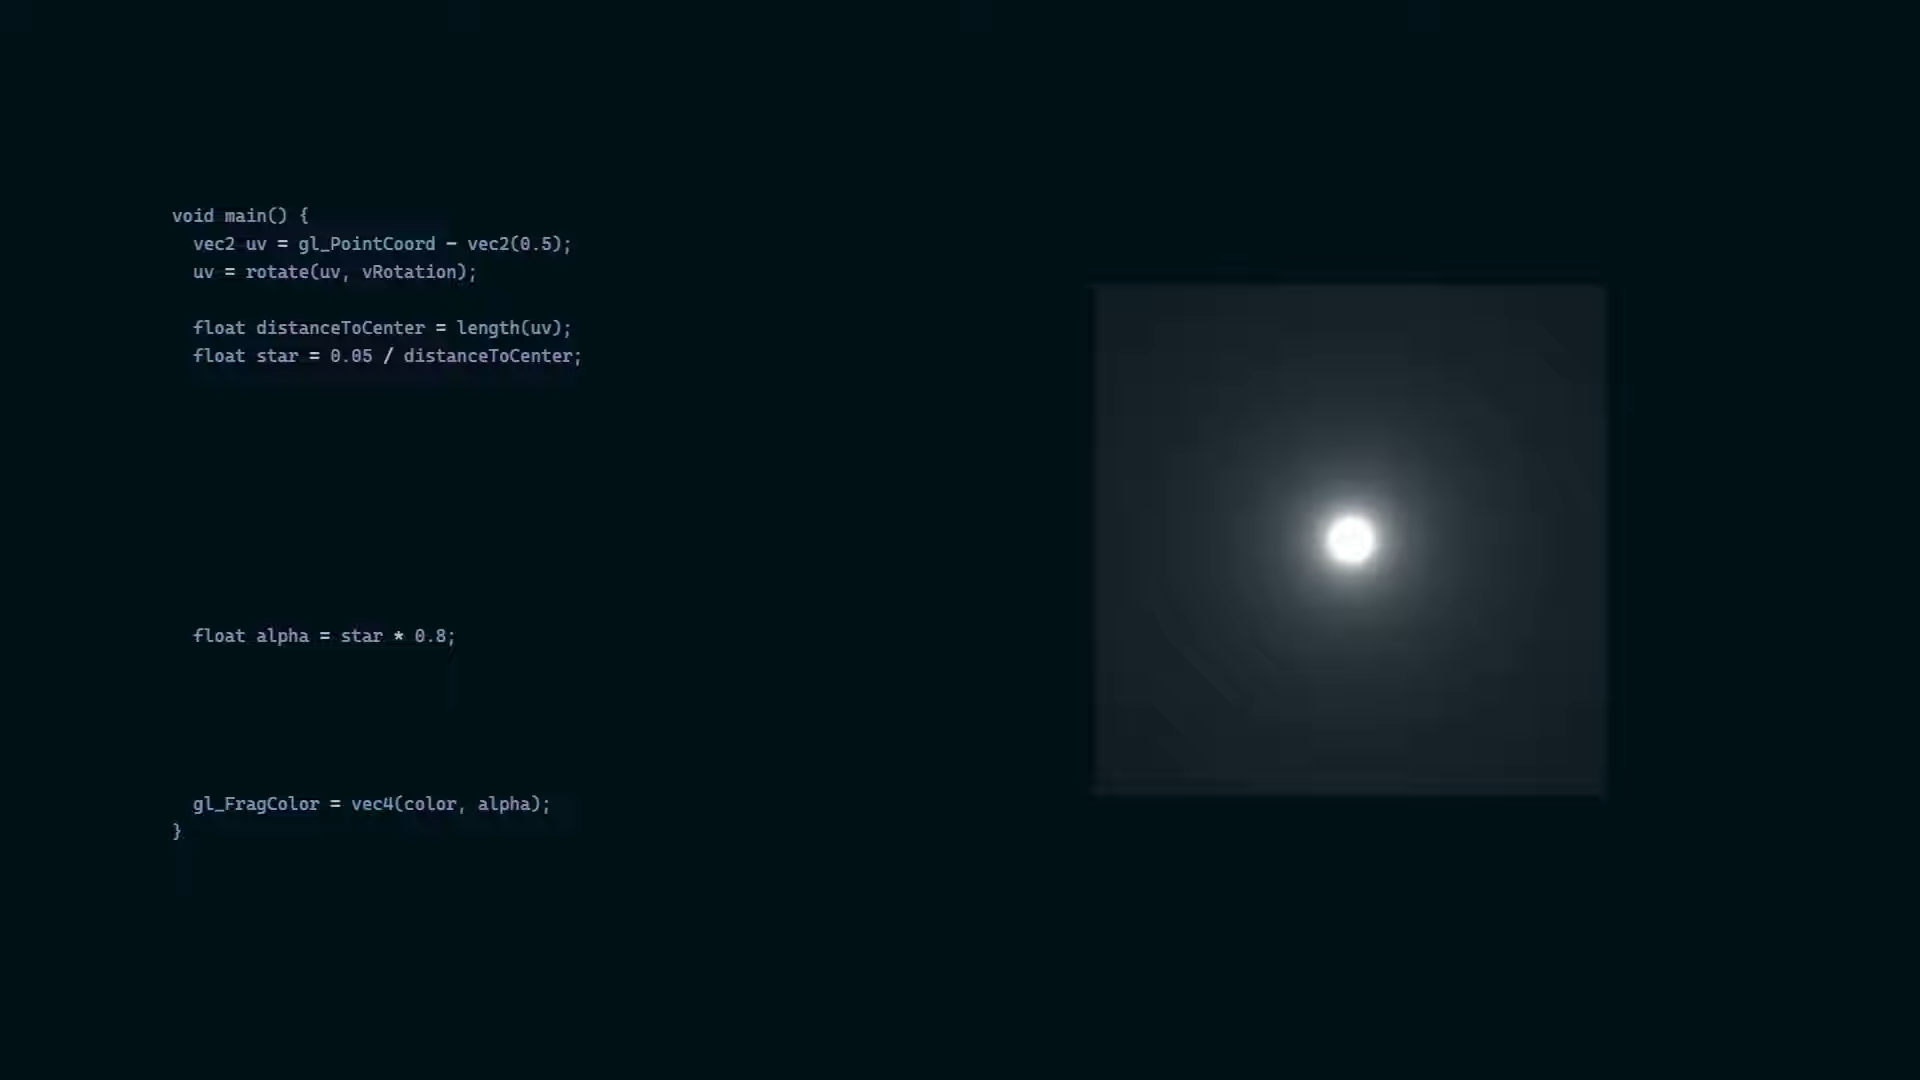 void main() {
vec2 uv = gl_PointCoord - vec2(0.5);
uv = rotate(uv, vRotation);
float distanceToCenter = length(uv);
float star = 0.05 / distanceToCenter;
float alpha = star * 0.8;
gl_FragColor = vec4(color, alpha);
}